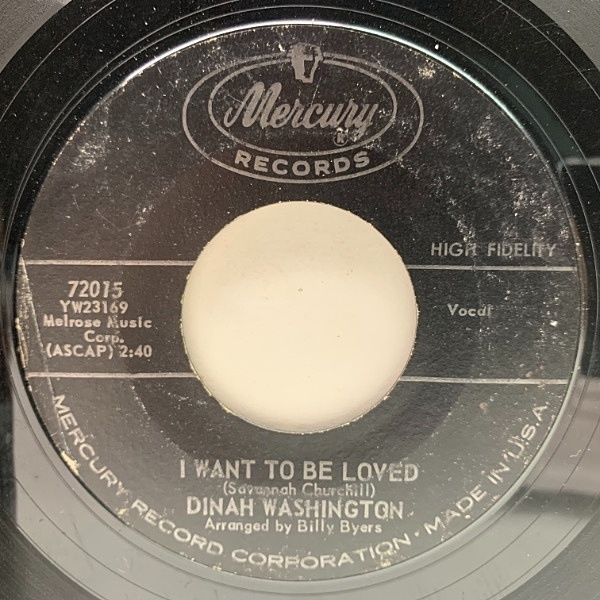 Mercury
R
RECORDS
HIGH FIDELITY
72015
YW23169
Melrose Music
Corp.
(ASCAP) 2:40
Vocal
I WANT TO BE LOVED
(Savannah Churchill)
DINAH WASHINGTON
Arranged by Billy Byers
MERCURY RECORD CORPORATION · MADE IN U.S.A